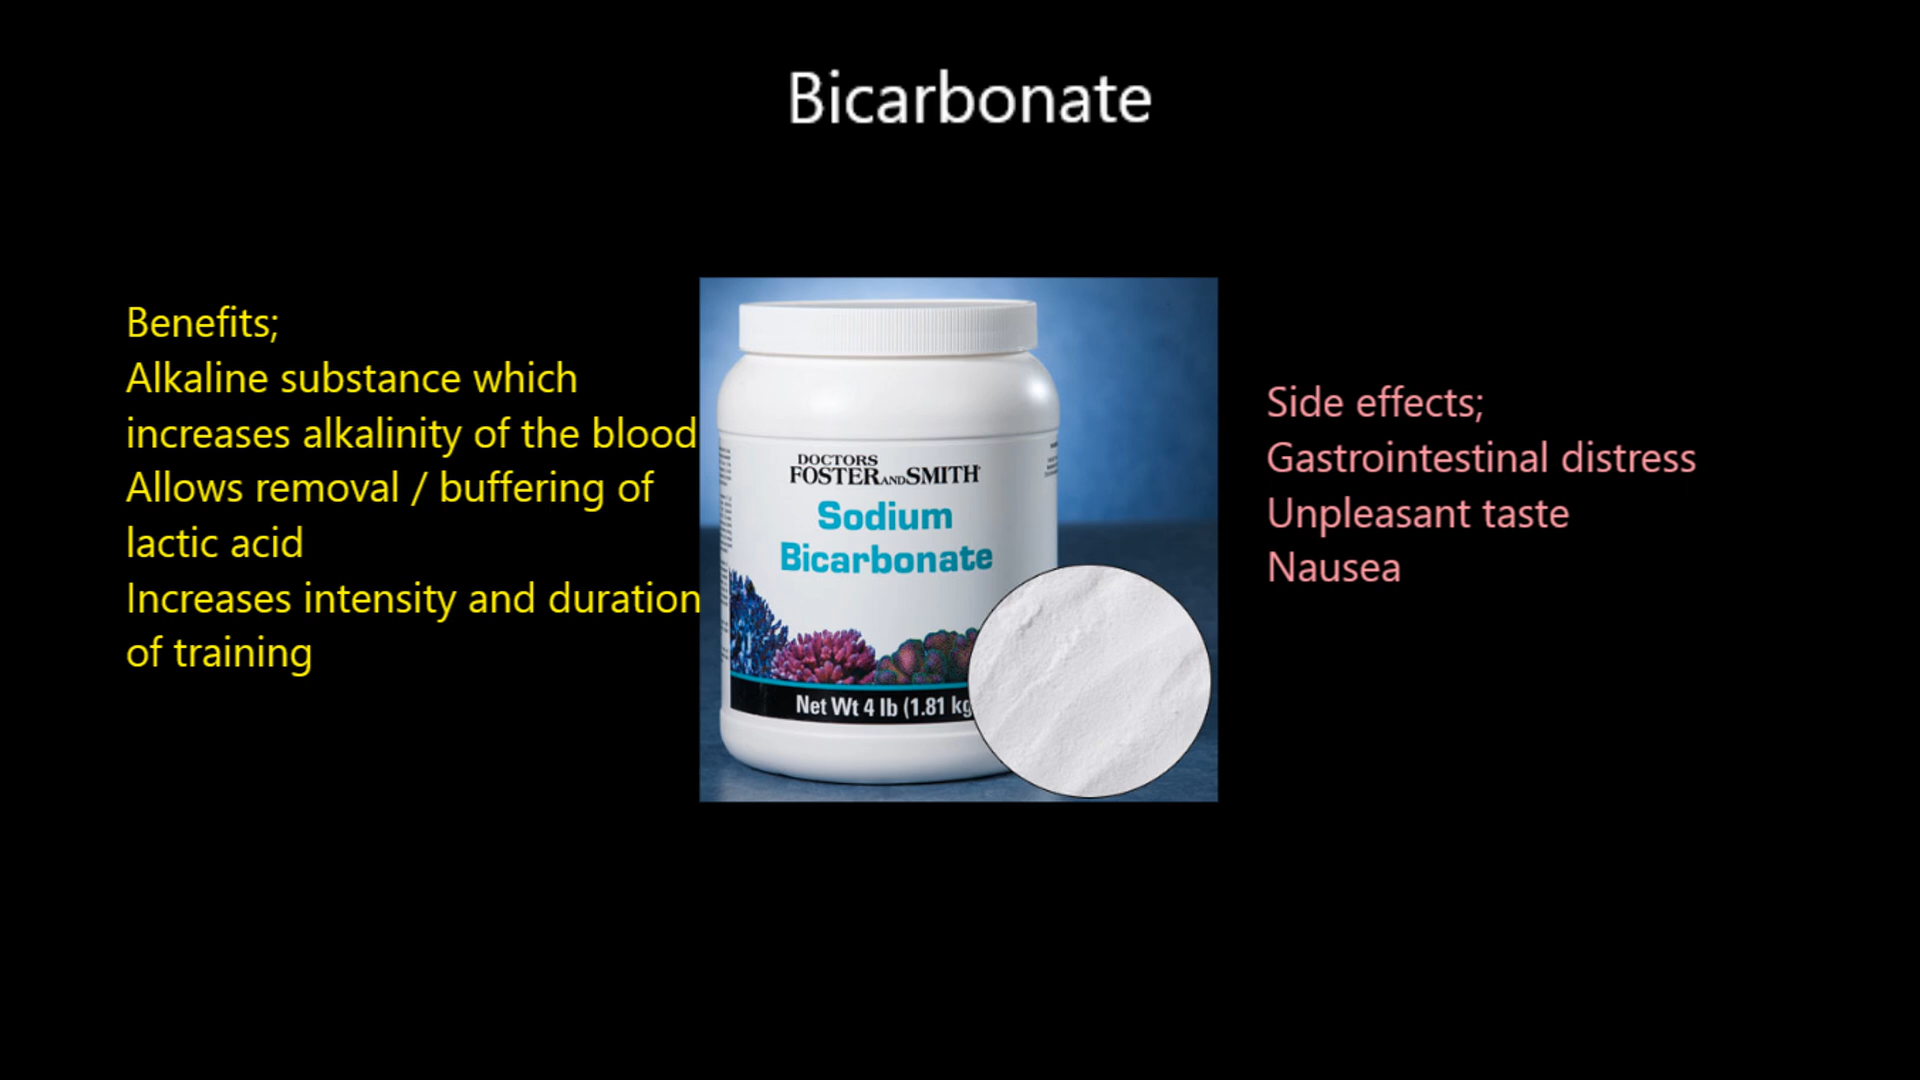 Bicarbonate
Benefits;
Alkaline substance which
increases alkalinity of the blood
Allows removal / buffering of
lactic acid
Increases intensity and duration
of training
DOCTORS
FOSTER AND SMITH
Sodium
Bicarbonate
Net Wt 4 lb (1.81 kg
Side effects;
Gastrointestinal distress
Unpleasant taste
Nausea